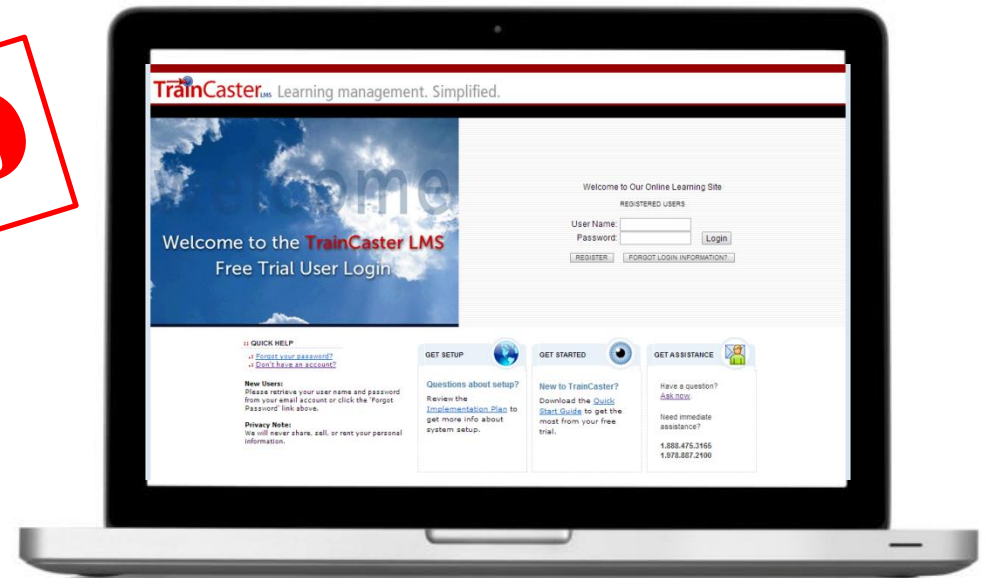 TrainCaster LMS Learning management. Simplified.
welcome
Welcome to the TrainCaster LMS
Free Trial User Login
Welcome to Our Online Learning Site
REGISTERED USERS
User Name:
Password:
Login
REGISTER
FORGOT LOGIN INFORMATION?
:: QUICK HELP
Forgot your password?
Don't have an account?
New Users:
Please retrieve your user name and password
from your email account or click the 'Forgot
Password' link above.
Privacy Note:
We will never share, sell, or rent your personal
information.
GET SETUP
Questions about setup?
Review the
Implementation Plan to
get more info about
system setup.
GET STARTED
New to TrainCaster?
Download the Quick
Start Guide to get the
most from your free
trial.
GET ASSISTANCE
Have a question?
Ask now.
Need immediate
assistance?
1.888.475.3165
1.978.887.2100